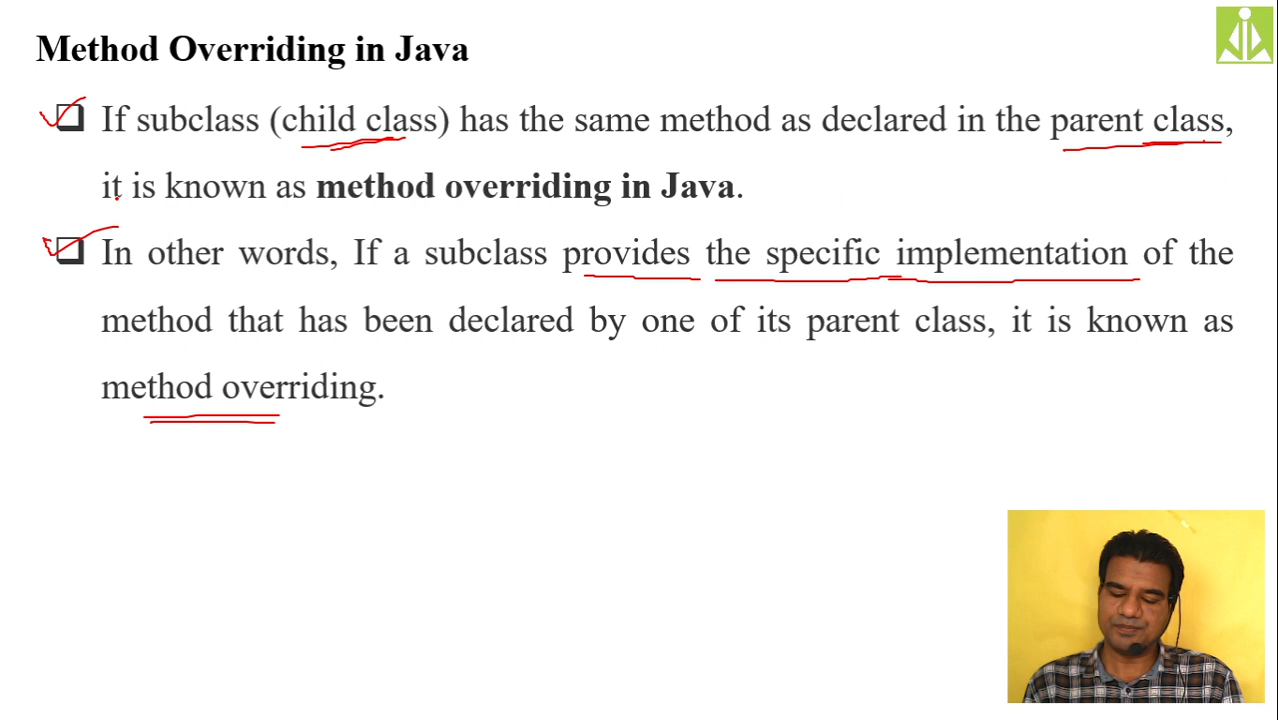 Method Overriding in Java
❑ If subclass (child class) has the same method as declared in the parent class,
it is known as method overriding in Java.
❑ In other words, If a subclass provides the specific implementation of the
method that has been declared by one of its parent class, it is known as
method overriding.